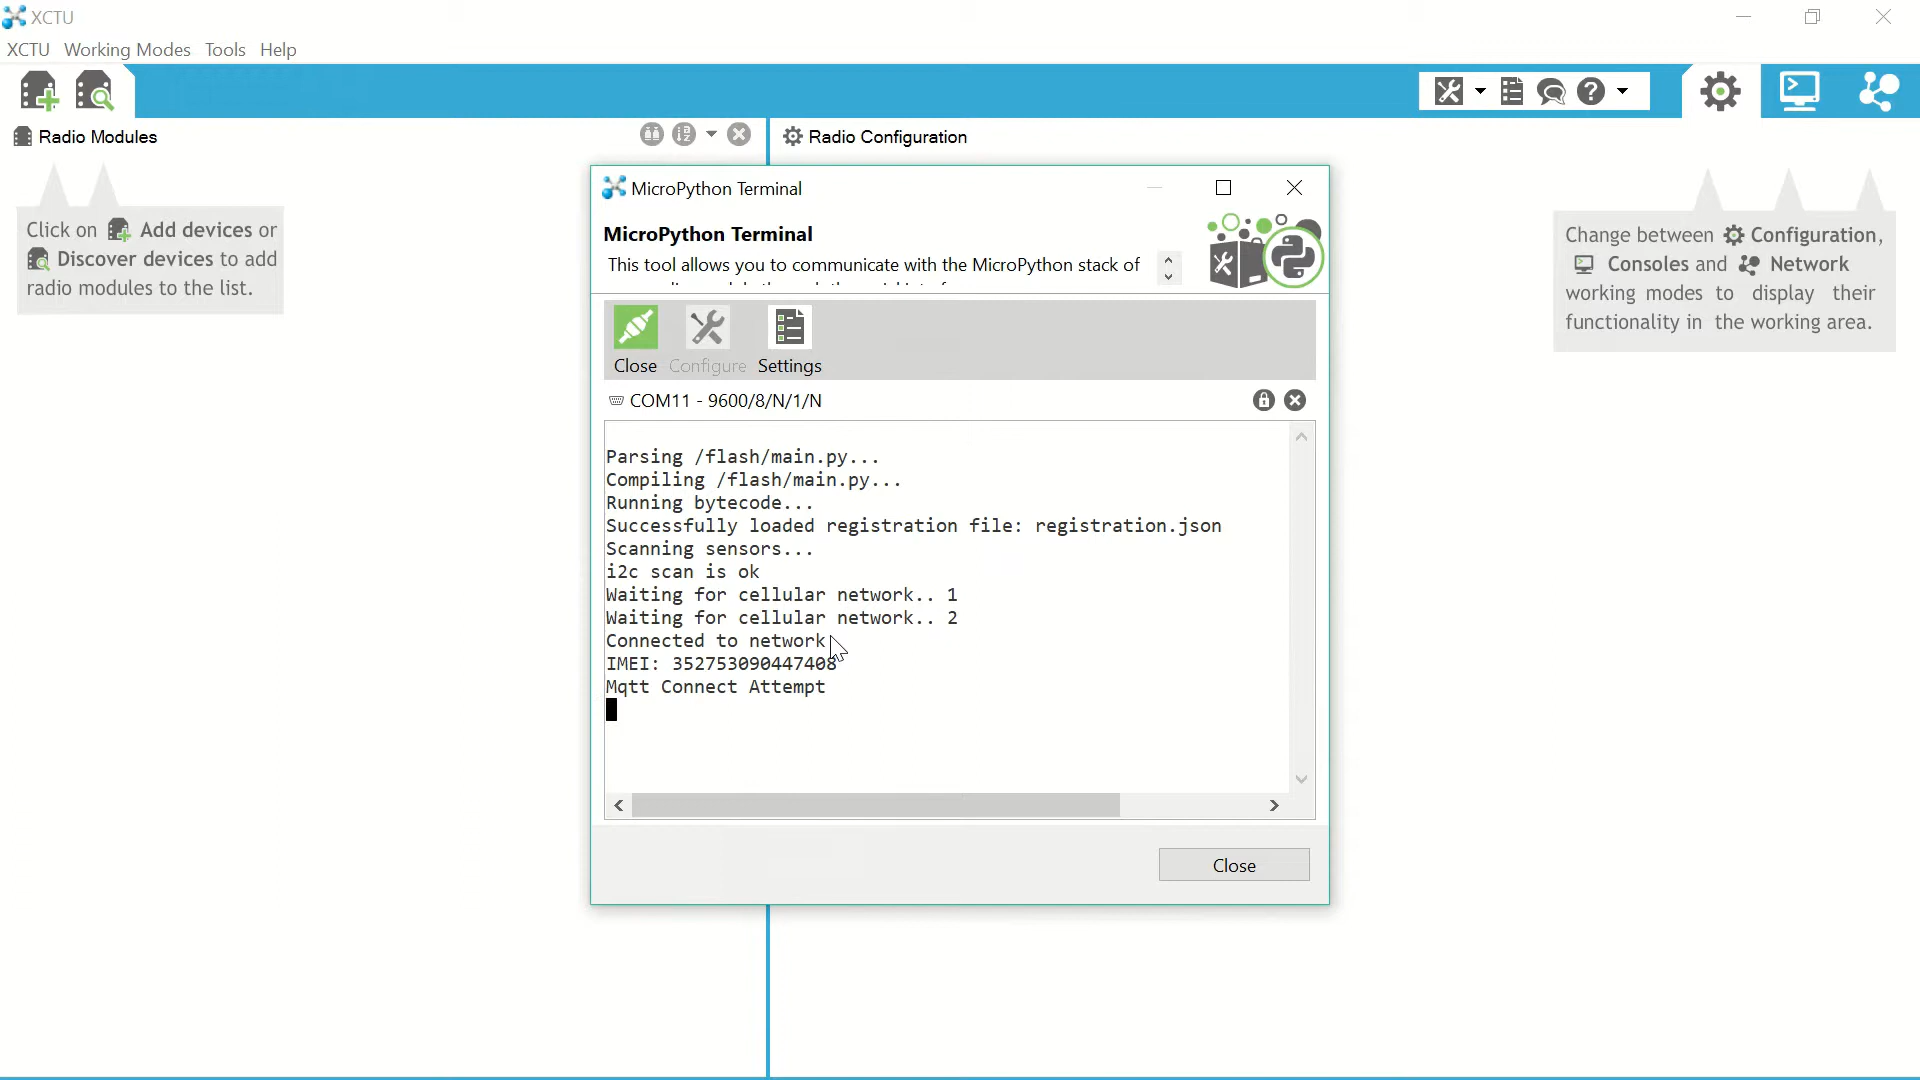 XCTU
XCTU Working Modes Tools Help
Radio Modules
Radio Configuration
Click on Add devices or
Discover devices to add
radio modules to the list.
Change between Configuration,
Consoles and Network
working modes to display their
functionality in the working area.
MicroPython Terminal
MicroPython Terminal
This tool allows you to communicate with the MicroPython stack of
Close Configure Settings
COM11 - 9600/8/N/1/N
Parsing /flash/main.py...
Compiling /flash/main.py...
Running bytecode...
Successfully loaded registration file: registration.json
Scanning sensors...
i2c scan is ok
Waiting for cellular network.. 1
Waiting for cellular network.. 2
Connected to network
IMEI: 352753090447408
Mqtt Connect Attempt
Close